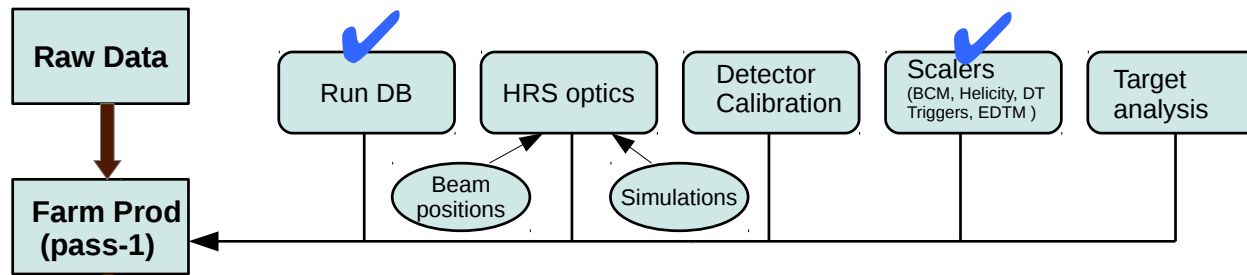 Raw Data
Run DB
HRS optics
Detector
Calibration
Scalers
(BCM, Helicity, DT
Triggers, EDTM )
Target
analysis
Beam
positions
Simulations
Farm Prod
(pass-1)